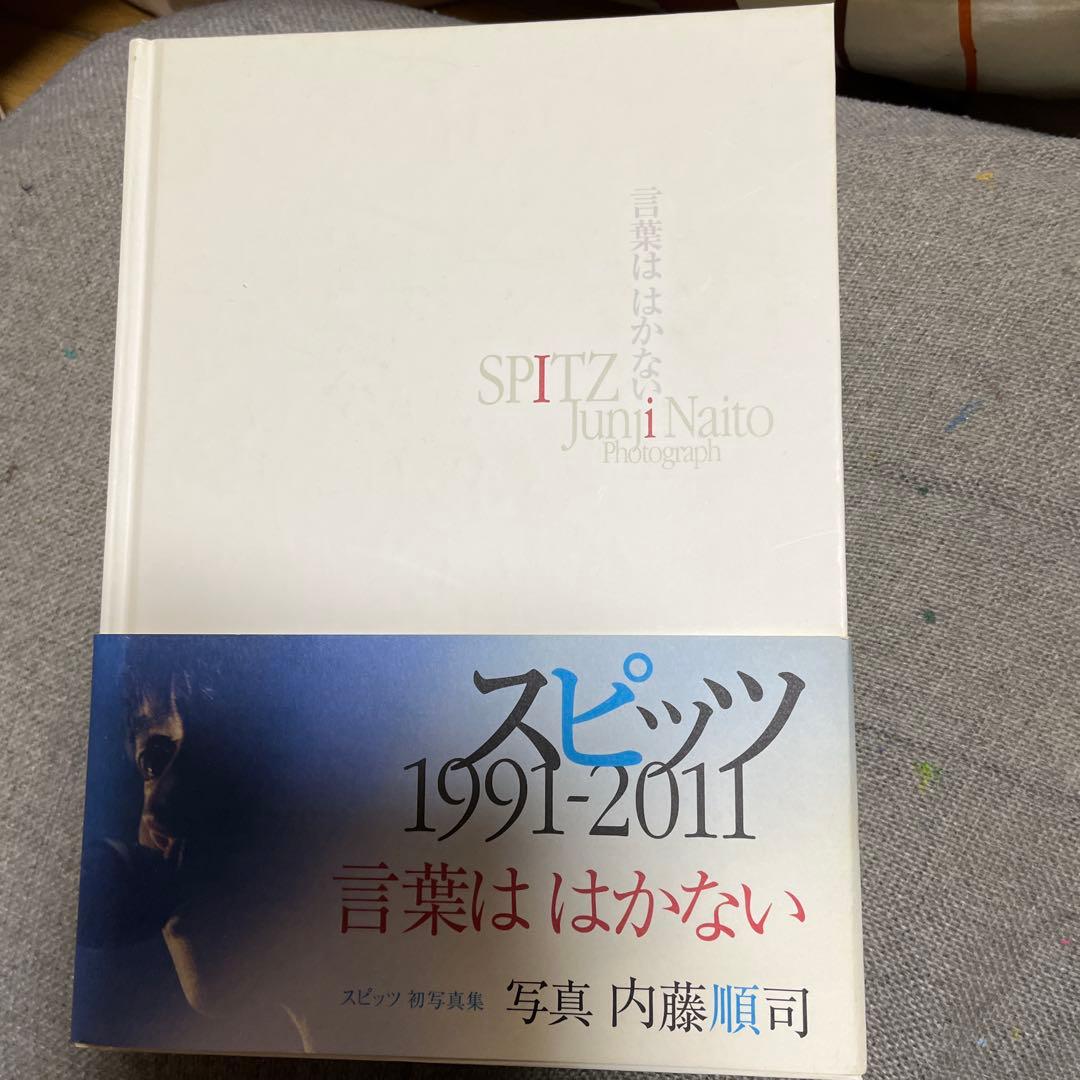 言葉は はかない
SPITZ
Junji Naito
Photograph
スピッツ
1991-2011
言葉は はかない
スピッツ 初写真集 写真 内藤順司